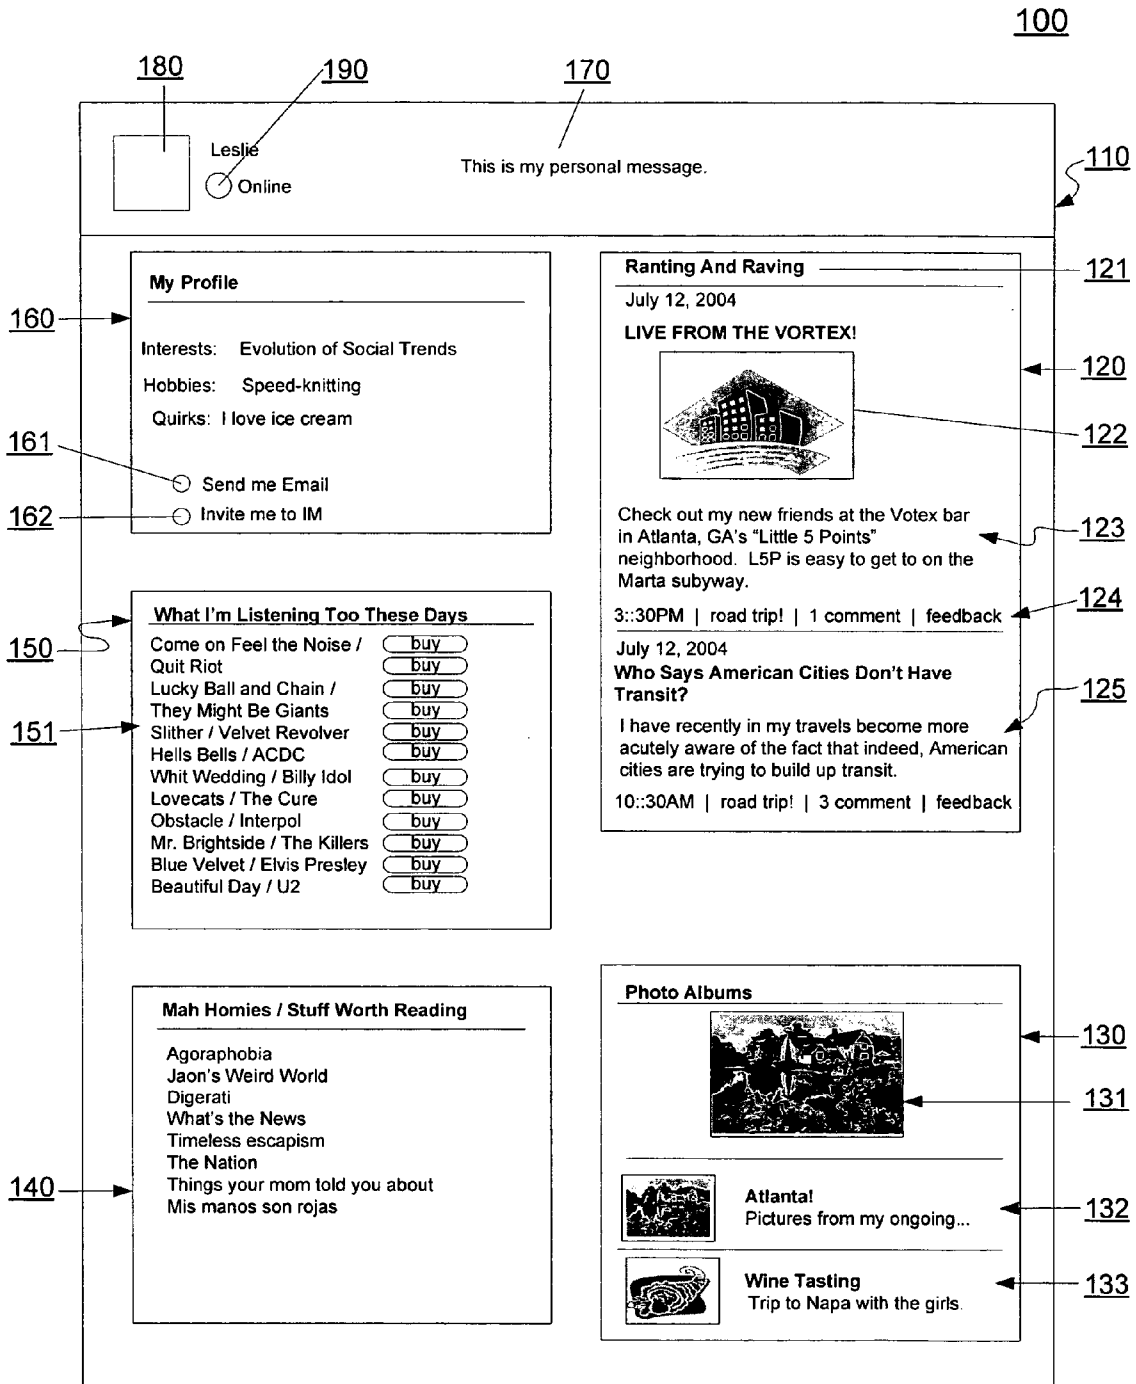 100
180
190
170
Leslie
Online
This is my personal message.
110
My Profile
160
Interests: Evolution of Social Trends
Hobbies: Speed-knitting
Quirks: I love ice cream
161
Send me Email
162
Invite me to IM
Ranting And Raving
121
July 12, 2004
LIVE FROM THE VORTEX!
120
122
Check out my new friends at the Votex bar
in Atlanta, GA's "Little 5 Points"
neighborhood. L5P is easy to get to on the
Marta subyway.
123
3::30PM | road trip! | 1 comment | feedback
124
July 12, 2004
Who Says American Cities Don't Have
Transit?
125
I have recently in my travels become more
acutely aware of the fact that indeed, American
cities are trying to build up transit.
10::30AM | road trip! | 3 comment | feedback
What I'm Listening Too These Days
150
Come on Feel the Noise / buy
Quit Riot buy
Lucky Ball and Chain / buy
They Might Be Giants buy
151
Slither / Velvet Revolver buy
Hells Bells / ACDC buy
Whit Wedding / Billy Idol buy
Lovecats / The Cure buy
Obstacle / Interpol buy
Mr. Brightside / The Killers buy
Blue Velvet / Elvis Presley buy
Beautiful Day / U2 buy
Mah Homies / Stuff Worth Reading
Agoraphobia
Jaon's Weird World
Digerati
What's the News
Timeless escapism
The Nation
Things your mom told you about
140
Mis manos son rojas
Photo Albums
130
131
Atlanta!
Pictures from my ongoing...
132
Wine Tasting
Trip to Napa with the girls.
133